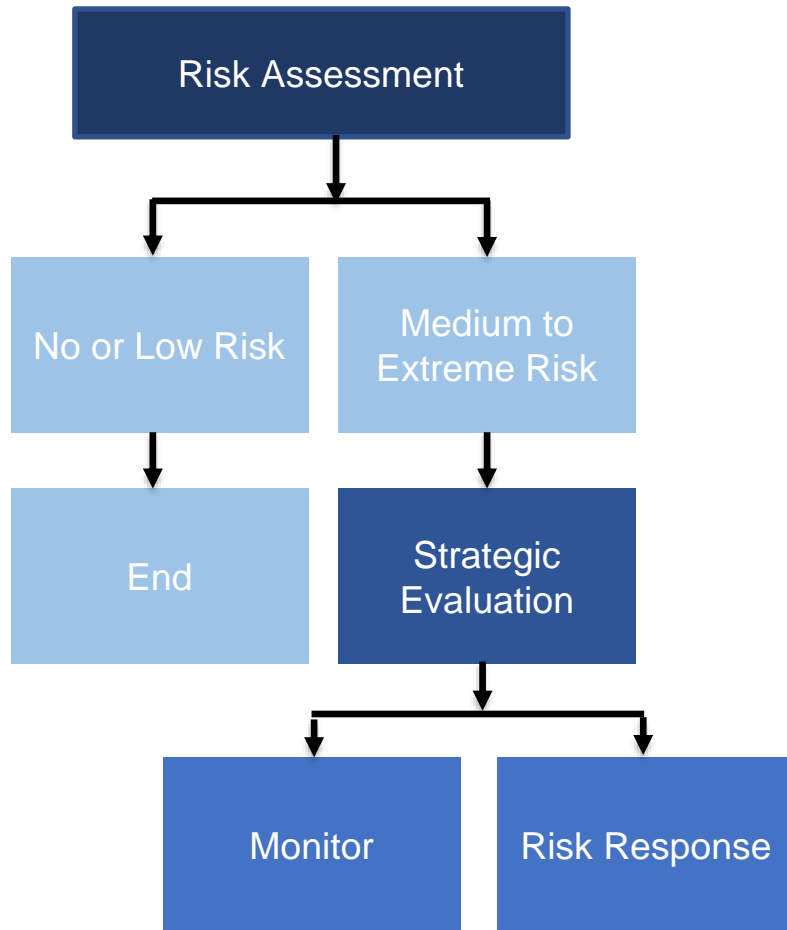 Risk Assessment
No or Low Risk
Medium to
Extreme Risk
End
Strategic
Evaluation
Monitor
Risk Response